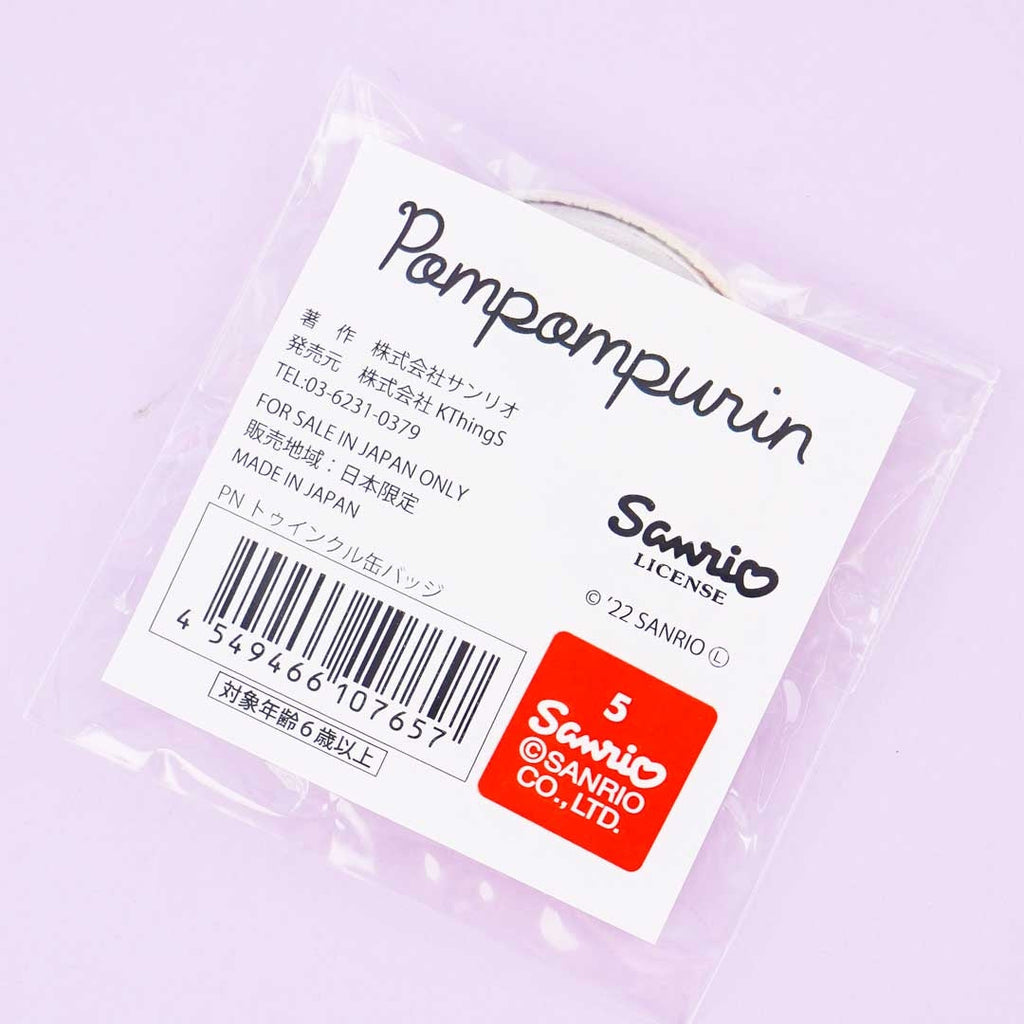 Pompompurin
著　作　株式会社サンリオ
発売元　株式会社 KThingS
TEL:03-6231-0379
FOR SALE IN JAPAN ONLY
販売地域：日本限定
MADE IN JAPAN
PN トゥインクル缶バッジ
4 549466 107657
対象年齢６歳以上
Sanrio
LICENSE
© '22 SANRIO Ⓛ
5
Sanrio
©SANRIO
CO., LTD.